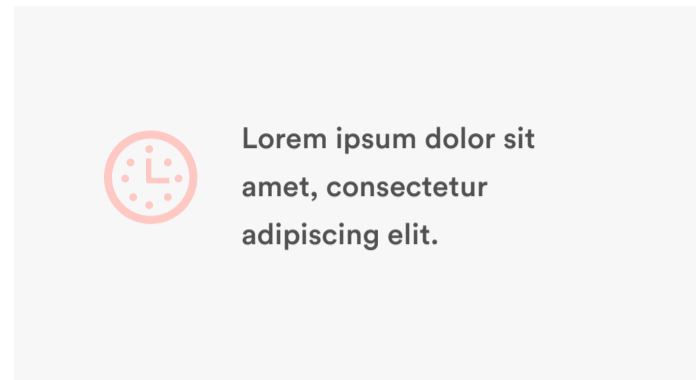 Lorem ipsum dolor sit
amet, consectetur
adipiscing elit.